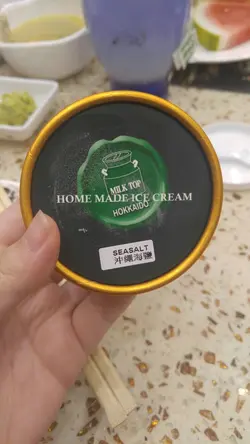 MILK TOP
HOME MADE ICE CREAM
HOKKAIDO
SEASALT
沖繩海鹽